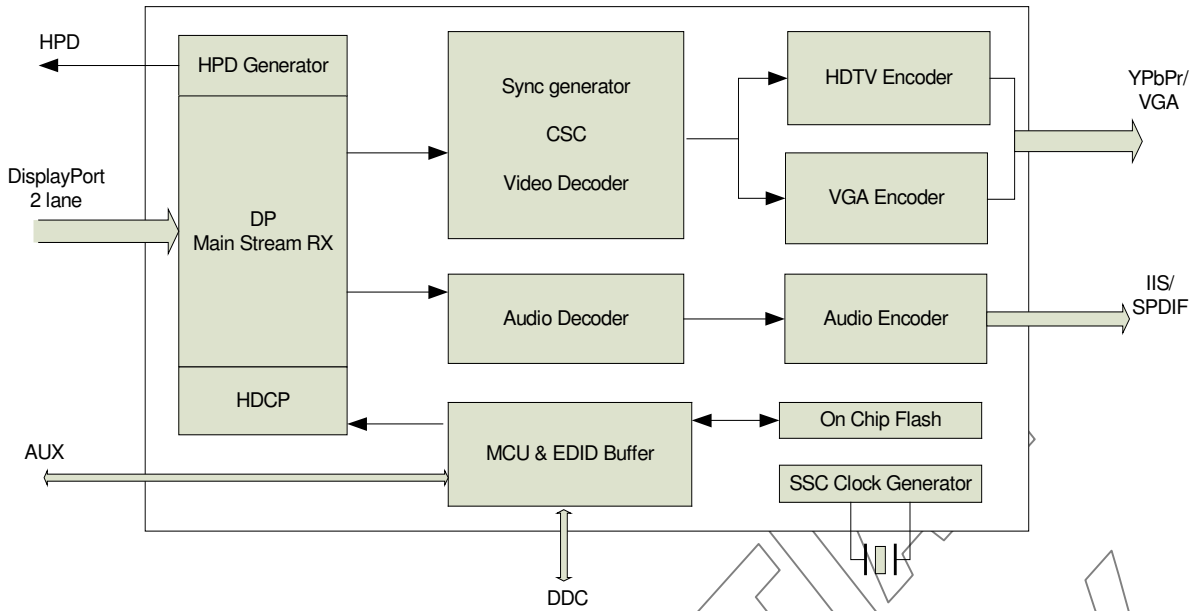 HPD
HPD Generator
DisplayPort
2 lane
DP
Main Stream RX
HDCP
AUX
Sync generator
CSC
Video Decoder
HDTV Encoder
VGA Encoder
YPbPr/
VGA
Audio Decoder
Audio Encoder
IIS/
SPDIF
MCU & EDID Buffer
On Chip Flash
SSC Clock Generator
DDC